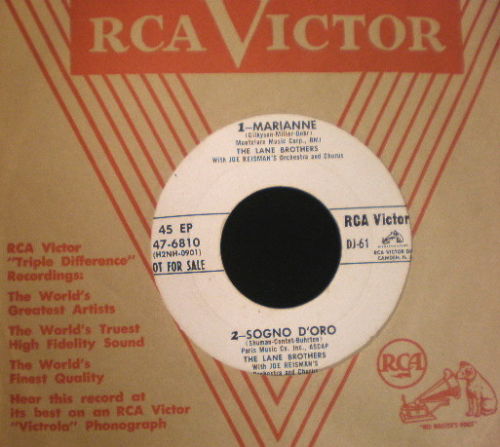 RCA VICTOR
1—MARIANNE
(Gilkyson-Miller-Dehr)
Montclare Music Corp., BMI
THE LANE BROTHERS
With JOE REISMAN'S Orchestra and Chorus
45 EP
47-6810
(H2NH-0901)
OT FOR SALE
RCA Victor
DJ-61
CAMDEN, N. J.
2—SOGNO D'ORO
Paris Music Co. Inc., ASCAP
THE LANE BROTHERS
With JOE REISMAN'S
Orchestra and Chorus
RCA Victor
"Triple Difference"
Recordings:
The World's
Greatest Artists
The World's Truest
High Fidelity Sound
The World's
Finest Quality
Hear this record at
its best on an RCA Victor
"Victrola" Phonograph
RCA
"HIS MASTER'S VOICE"